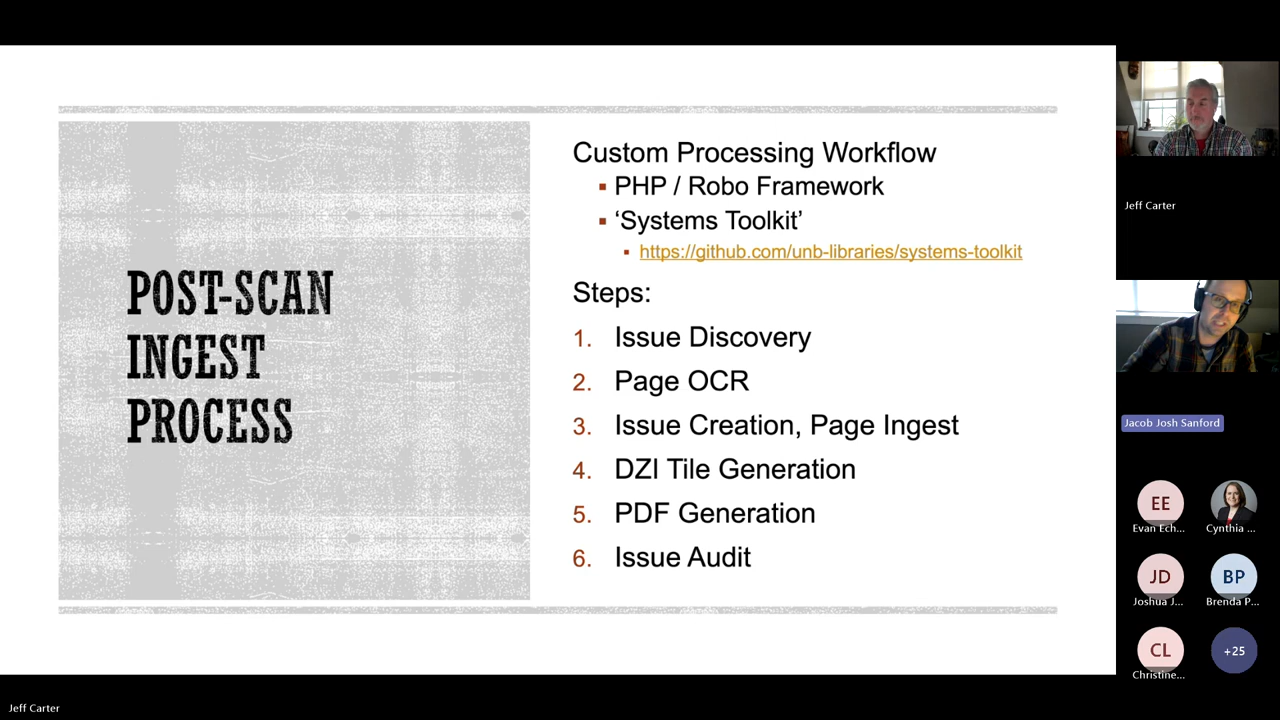 POST-SCAN
INGEST
PROCESS
Custom Processing Workflow
▪ PHP / Robo Framework
▪ ‘Systems Toolkit’
▪ https://github.com/unb-libraries/systems-toolkit
Steps:
1. Issue Discovery
2. Page OCR
3. Issue Creation, Page Ingest
4. DZI Tile Generation
5. PDF Generation
6. Issue Audit
Jeff Carter
Jacob Josh Sanford
EE
Evan Ech...
Cynthia ...
JD
Joshua J...
BP
Brenda P...
CL
Christine...
+25
Jeff Carter